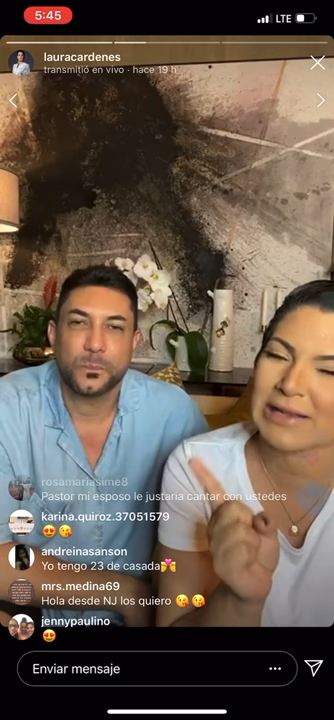 5:45
LTE
lauracardenes
transmitió en vivo · hace 19 h
rosamariasime8
Pastor mi esposo le justaria cantar con ustedes
karina.quiroz.37051579
😍😘
andreinasanson
Yo tengo 23 de casada💏
mrs.medina69
Hola desde NJ los quiero 😘😘
jennypaulino
😍
Enviar mensaje